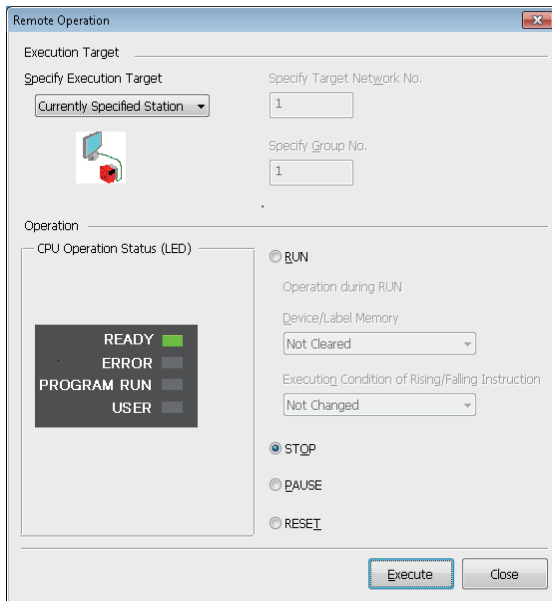 Remote Operation
Execution Target
Specify Execution Target
Currently Specified Station
Specify Target Network No.
1
Specify Group No.
1
Operation
CPU Operation Status (LED)
READY
ERROR
PROGRAM RUN
USER
RUN
Operation during RUN
Device/Label Memory
Not Cleared
Execution Condition of Rising/Falling Instruction
Not Changed
STOP
PAUSE
RESET
Execute
Close